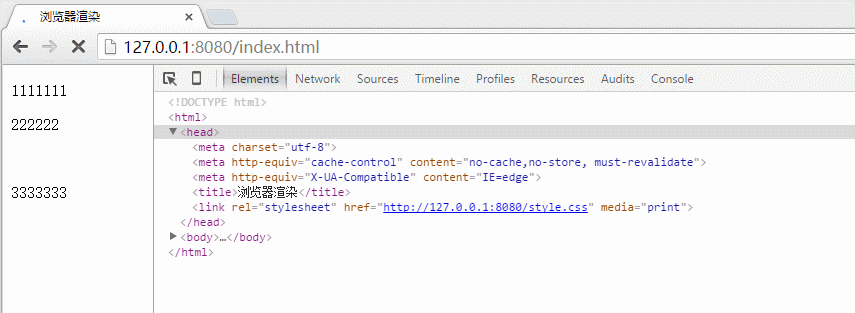 浏览器渲染
127.0.0.1:8080/index.html
1111111
222222
3333333
Elements Network Sources Timeline Profiles Resources Audits Console
<!DOCTYPE html>
<html>
<head>
<meta charset="utf-8">
<meta http-equiv="cache-control" content="no-cache,no-store, must-revalidate">
<meta http-equiv="X-UA-Compatible" content="IE=edge">
<title>浏览器渲染</title>
<link rel="stylesheet" href="http://127.0.0.1:8080/style.css" media="print">
</head>
<body>…</body>
</html>